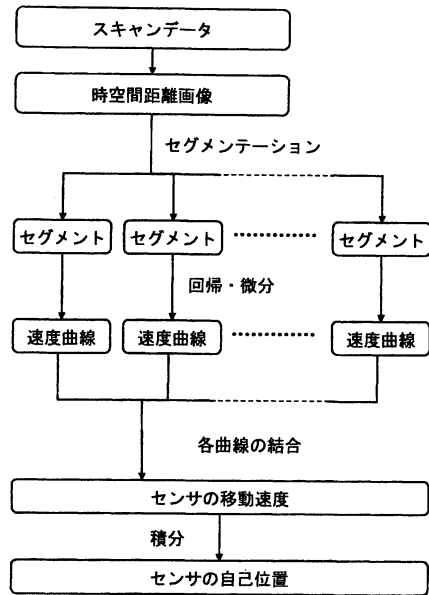 スキャンデータ
時空間距離画像
セグメンテーション
セグメント セグメント ………… セグメント
回帰・微分
速度曲線 速度曲線 ………… 速度曲線
各曲線の結合
センサの移動速度
積分
センサの自己位置